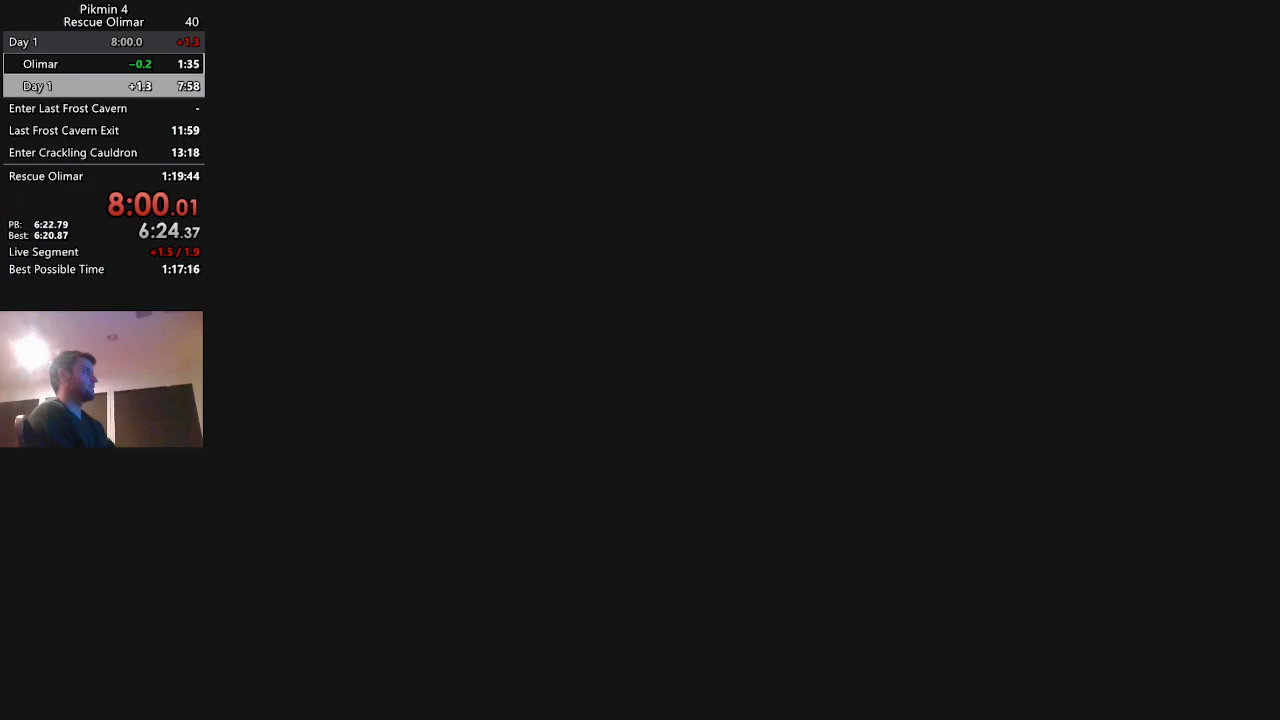 Pikmin 4
Rescue Olimar 40
Day 1 8:00.0 +1.3
Olimar −0.2 1:35
Day 1 +1.3 7:58
Enter Last Frost Cavern -
Last Frost Cavern Exit 11:59
Enter Crackling Cauldron 13:18
Rescue Olimar 1:19:44
8:00.01
PB: 6:22.79
Best: 6:20.87
6:24.37
Live Segment +1.5 / 1.9
Best Possible Time 1:17:16